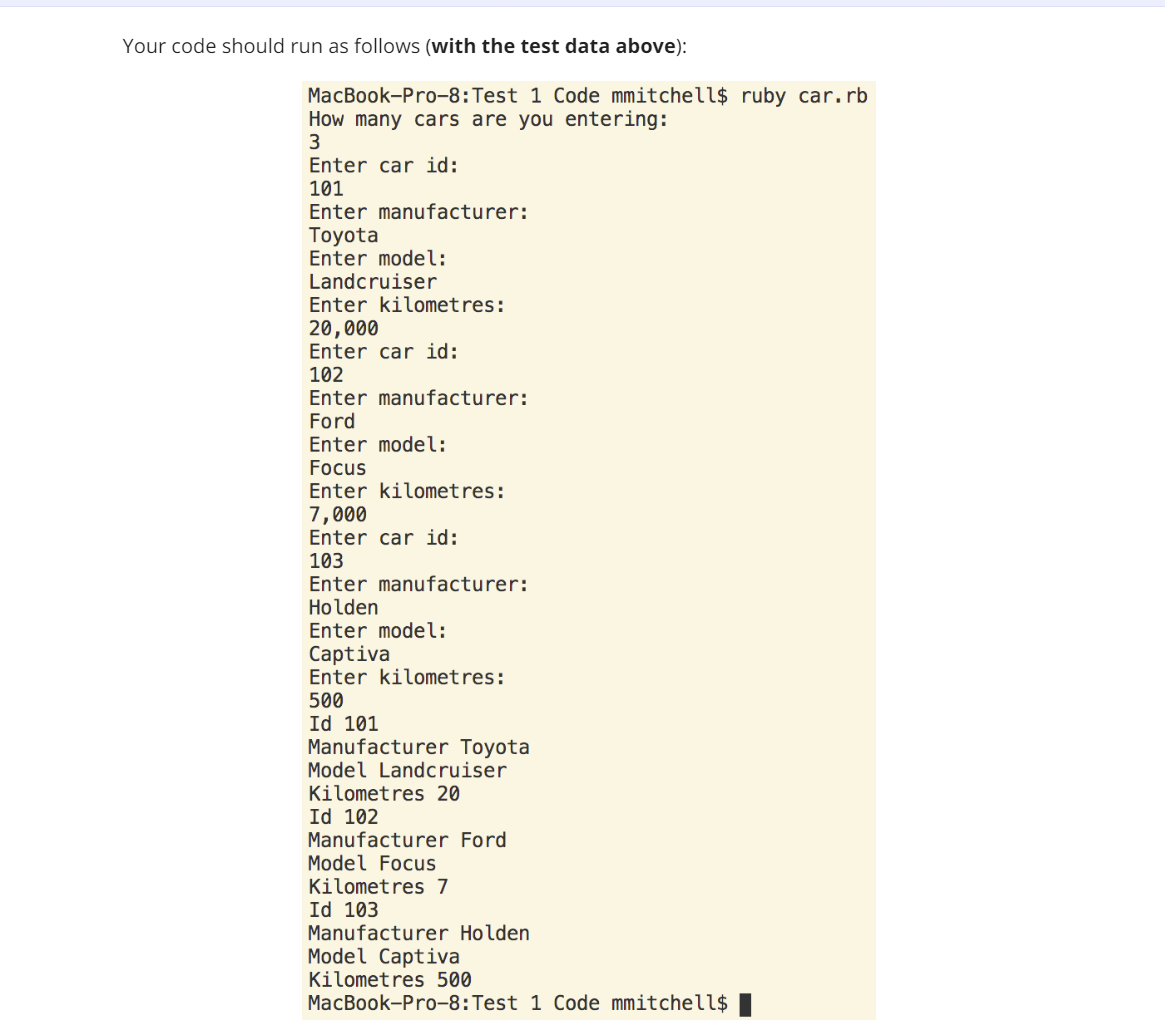 Your code should run as follows (with the test data above):
MacBook-Pro-8:Test 1 Code mmitchell$ ruby car.rb
How many cars are you entering:
3
Enter car id:
101
Enter manufacturer:
Toyota
Enter model:
Landcruiser
Enter kilometres:
20,000
Enter car id:
102
Enter manufacturer:
Ford
Enter model:
Focus
Enter kilometres:
7,000
Enter car id:
103
Enter manufacturer:
Holden
Enter model:
Captiva
Enter kilometres:
500
Id 101
Manufacturer Toyota
Model Landcruiser
Kilometres 20
Id 102
Manufacturer Ford
Model Focus
Kilometres 7
Id 103
Manufacturer Holden
Model Captiva
Kilometres 500
MacBook-Pro-8:Test 1 Code mmitchell$